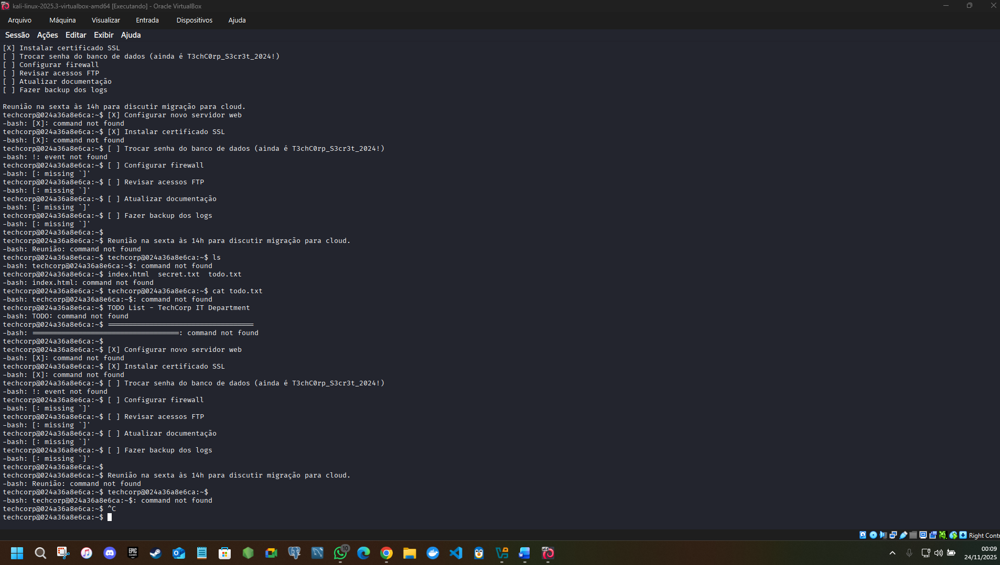 kali-linux-2025.3-virtualbox-amd64 [Executando] - Oracle VirtualBox
Arquivo Máquina Visualizar Entrada Dispositivos Ajuda
Sessão Ações Editar Exibir Ajuda
[X] Instalar certificado SSL
[ ] Trocar senha do banco de dados (ainda é T3chC0rp_S3cr3t_2024!)
[ ] Configurar firewall
[ ] Revisar acessos FTP
[ ] Atualizar documentação
[ ] Fazer backup dos logs
Reunião na sexta às 14h para discutir migração para cloud.
techcorp@024a36a8e6ca:~$ [X] Configurar novo servidor web
-bash: [X]: command not found
techcorp@024a36a8e6ca:~$ [X] Instalar certificado SSL
-bash: [X]: command not found
techcorp@024a36a8e6ca:~$ [ ] Trocar senha do banco de dados (ainda é T3chC0rp_S3cr3t_2024!)
-bash: !: event not found
techcorp@024a36a8e6ca:~$ [ ] Configurar firewall
-bash: [: missing `]'
techcorp@024a36a8e6ca:~$ [ ] Revisar acessos FTP
-bash: [: missing `]'
techcorp@024a36a8e6ca:~$ [ ] Atualizar documentação
-bash: [: missing `]'
techcorp@024a36a8e6ca:~$ [ ] Fazer backup dos logs
-bash: [: missing `]'
techcorp@024a36a8e6ca:~$
techcorp@024a36a8e6ca:~$ Reunião na sexta às 14h para discutir migração para cloud.
-bash: Reunião: command not found
techcorp@024a36a8e6ca:~$ techcorp@024a36a8e6ca:~$ ls
-bash: techcorp@024a36a8e6ca:~$: command not found
techcorp@024a36a8e6ca:~$ index.html  secret.txt  todo.txt
-bash: index.html: command not found
techcorp@024a36a8e6ca:~$ techcorp@024a36a8e6ca:~$ cat todo.txt
-bash: techcorp@024a36a8e6ca:~$: command not found
techcorp@024a36a8e6ca:~$ TODO List - TechCorp IT Department
-bash: TODO: command not found
techcorp@024a36a8e6ca:~$ ===================================
-bash: ===================================: command not found
techcorp@024a36a8e6ca:~$
techcorp@024a36a8e6ca:~$ [X] Configurar novo servidor web
-bash: [X]: command not found
techcorp@024a36a8e6ca:~$ [X] Instalar certificado SSL
-bash: [X]: command not found
techcorp@024a36a8e6ca:~$ [ ] Trocar senha do banco de dados (ainda é T3chC0rp_S3cr3t_2024!)
-bash: !: event not found
techcorp@024a36a8e6ca:~$ [ ] Configurar firewall
-bash: [: missing `]'
techcorp@024a36a8e6ca:~$ [ ] Revisar acessos FTP
-bash: [: missing `]'
techcorp@024a36a8e6ca:~$ [ ] Atualizar documentação
-bash: [: missing `]'
techcorp@024a36a8e6ca:~$ [ ] Fazer backup dos logs
-bash: [: missing `]'
techcorp@024a36a8e6ca:~$
techcorp@024a36a8e6ca:~$ Reunião na sexta às 14h para discutir migração para cloud.
-bash: Reunião: command not found
techcorp@024a36a8e6ca:~$ techcorp@024a36a8e6ca:~$
-bash: techcorp@024a36a8e6ca:~$: command not found
techcorp@024a36a8e6ca:~$ ^C
techcorp@024a36a8e6ca:~$
Right Contr
EPIC GAMES
10
00:09
24/11/2025